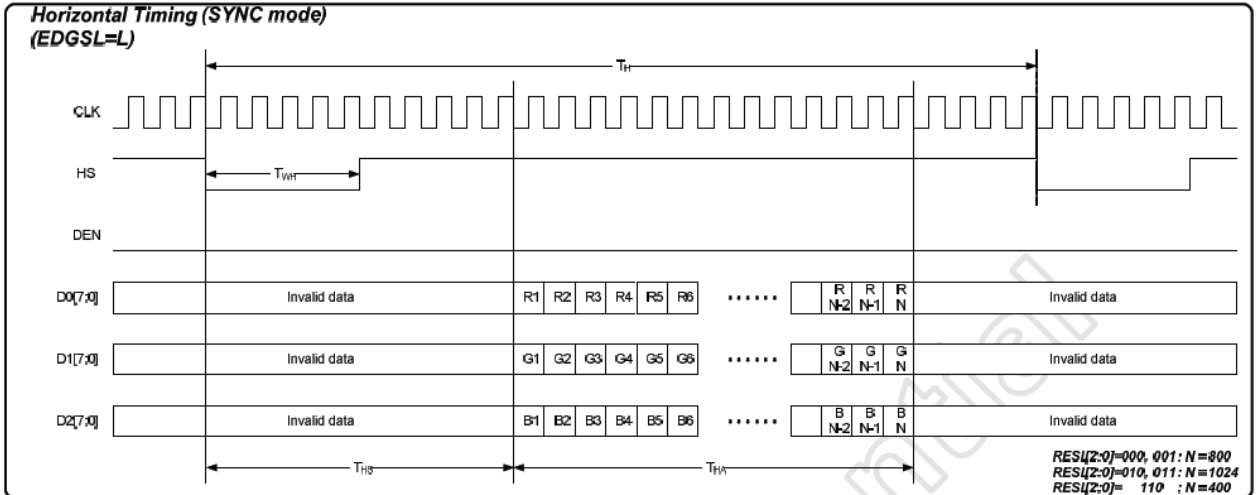 Horizontal Timing (SYNC mode)
(EDGSL=L)
TH
CLK
HS
TWH
DEN
D0[7:0]
Invalid data
R1 R2 R3 R4 R5 R6 ...... R N-2 R N-1 R N
Invalid data
D1[7:0]
Invalid data
G1 G2 G3 G4 G5 G6 ...... G N-2 G N-1 G N
Invalid data
D2[7:0]
Invalid data
B1 B2 B3 B4 B5 B6 ...... B N-2 B N-1 B N
Invalid data
THS
THA
RESL[2:0]=000, 001: N=800
RESL[2:0]=010, 011: N=1024
RESL[2:0]= 110 : N=400